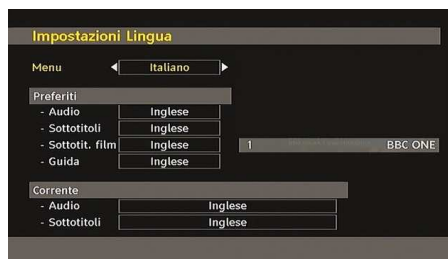 Impostazioni Lingua
Menu Italiano
Preferiti
- Audio Inglese
- Sottotitoli Inglese
- Sottotit. film Inglese
1 BBC ONE
- Guida Inglese
Corrente
- Audio Inglese
- Sottotitoli Inglese